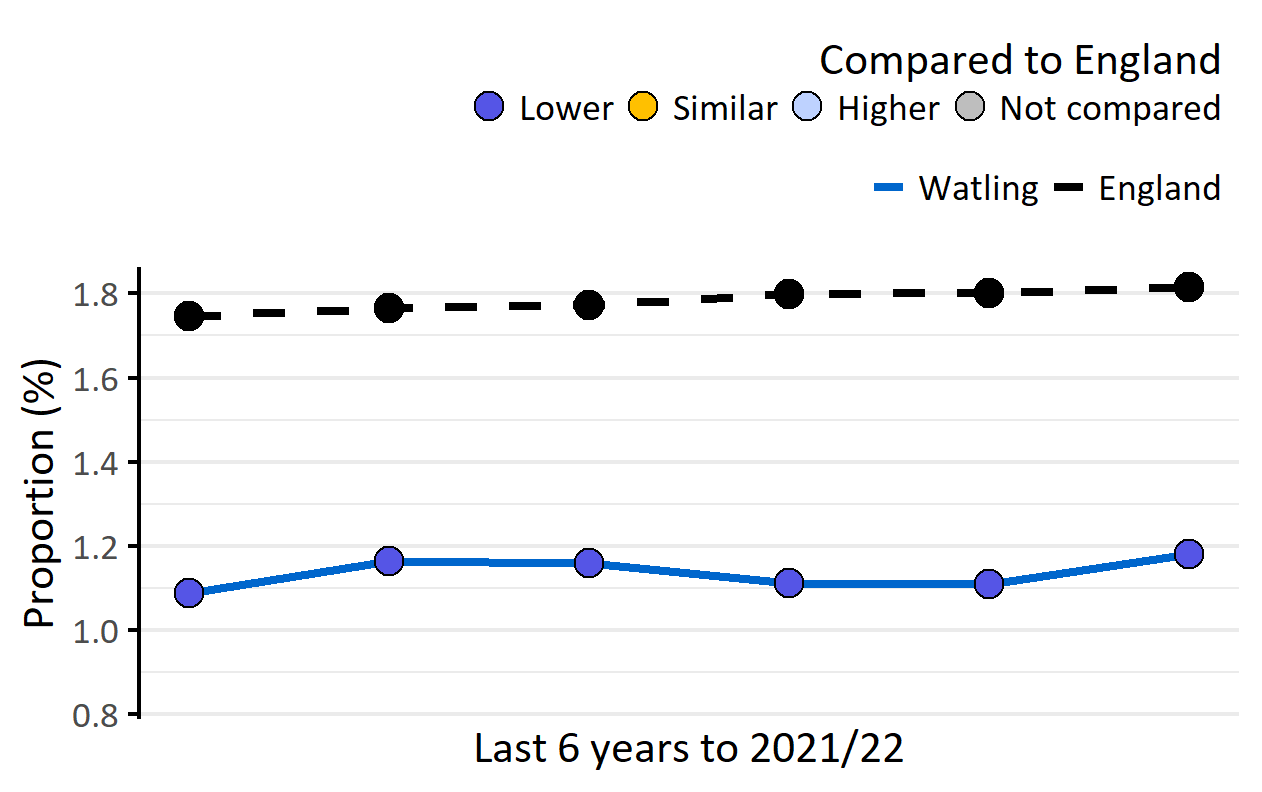 Compared to England
Lower Similar Higher Not compared
Watling England
Proportion (%)
1.8
1.6
1.4
1.2
1.0
0.8
Last 6 years to 2021/22